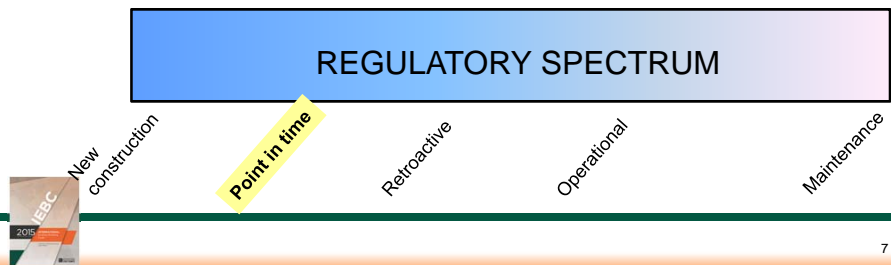 REGULATORY SPECTRUM
New
construction
Point in time
Retroactive
Operational
Maintenance
IEBC
2015
7